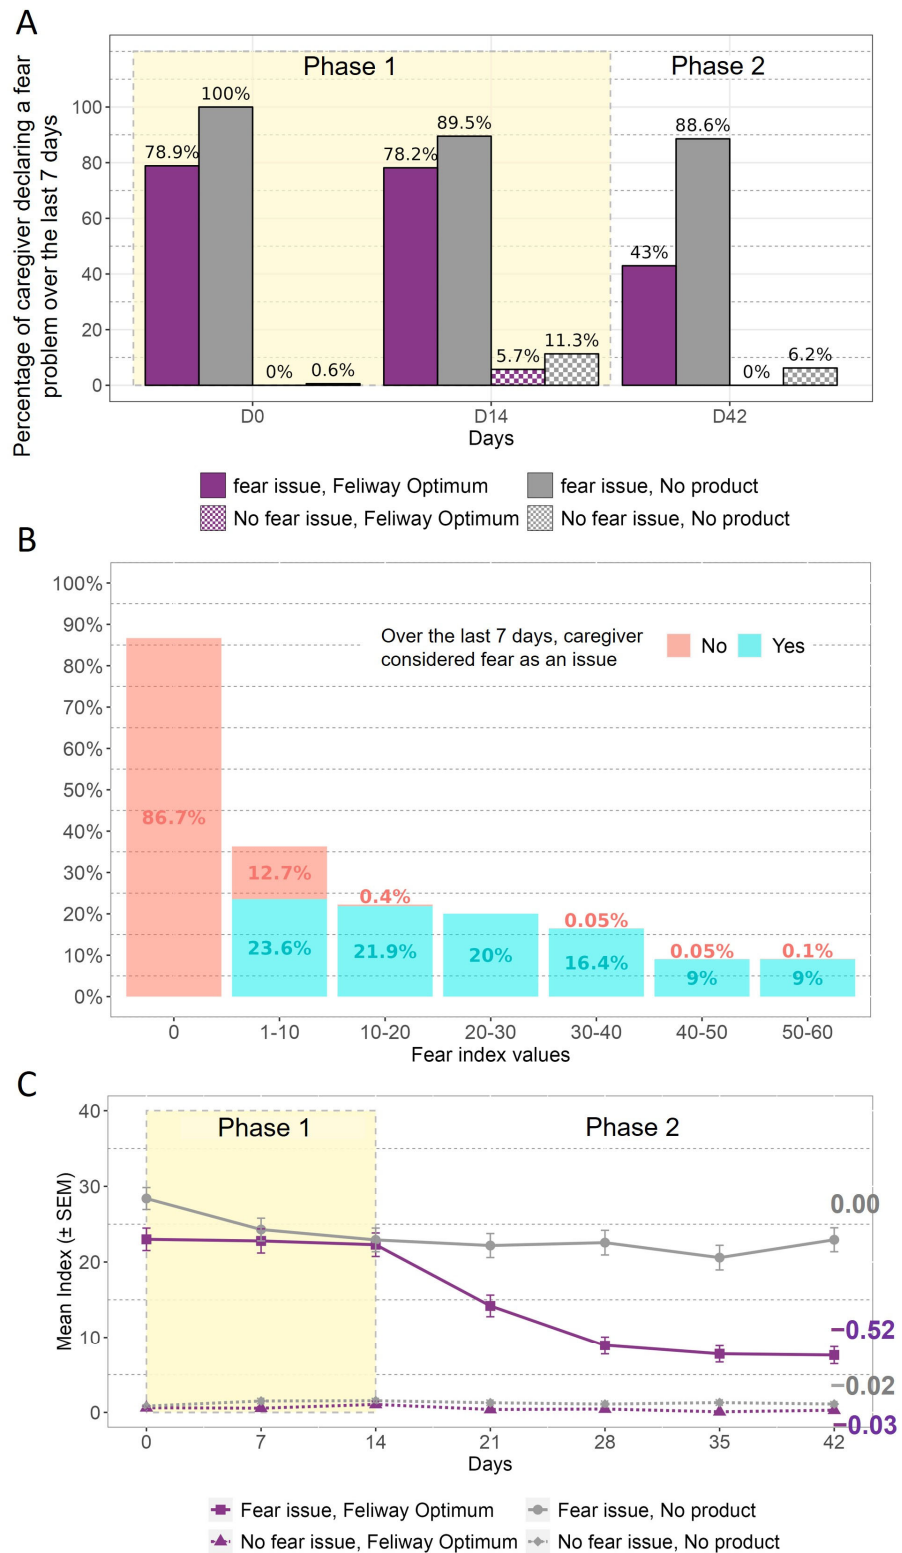 A
Percentage of caregiver declaring a fear
problem over the last 7 days
Phase 1
Phase 2
100
80
60
40
20
0
78.9%
100%
0%
0.6%
78.2%
89.5%
5.7%
11.3%
43%
88.6%
0%
6.2%
D0
D14
D42
Days
fear issue, Feliway Optimum
fear issue, No product
No fear issue, Feliway Optimum
No fear issue, No product
B
100%
90%
80%
70%
60%
50%
40%
30%
20%
10%
0%
Over the last 7 days, caregiver
considered fear as an issue
No
Yes
86.7%
12.7%
23.6%
0.4%
21.9%
20%
0.05%
16.4%
0.05%
9%
0.1%
9%
0
1-10
10-20
20-30
30-40
40-50
50-60
Fear index values
C
Mean Index (± SEM)
40
30
20
10
0
Phase 1
Phase 2
0.00
−0.52
−0.02
−0.03
0
7
14
21
28
35
42
Days
Fear issue, Feliway Optimum
Fear issue, No product
No fear issue, Feliway Optimum
No fear issue, No product